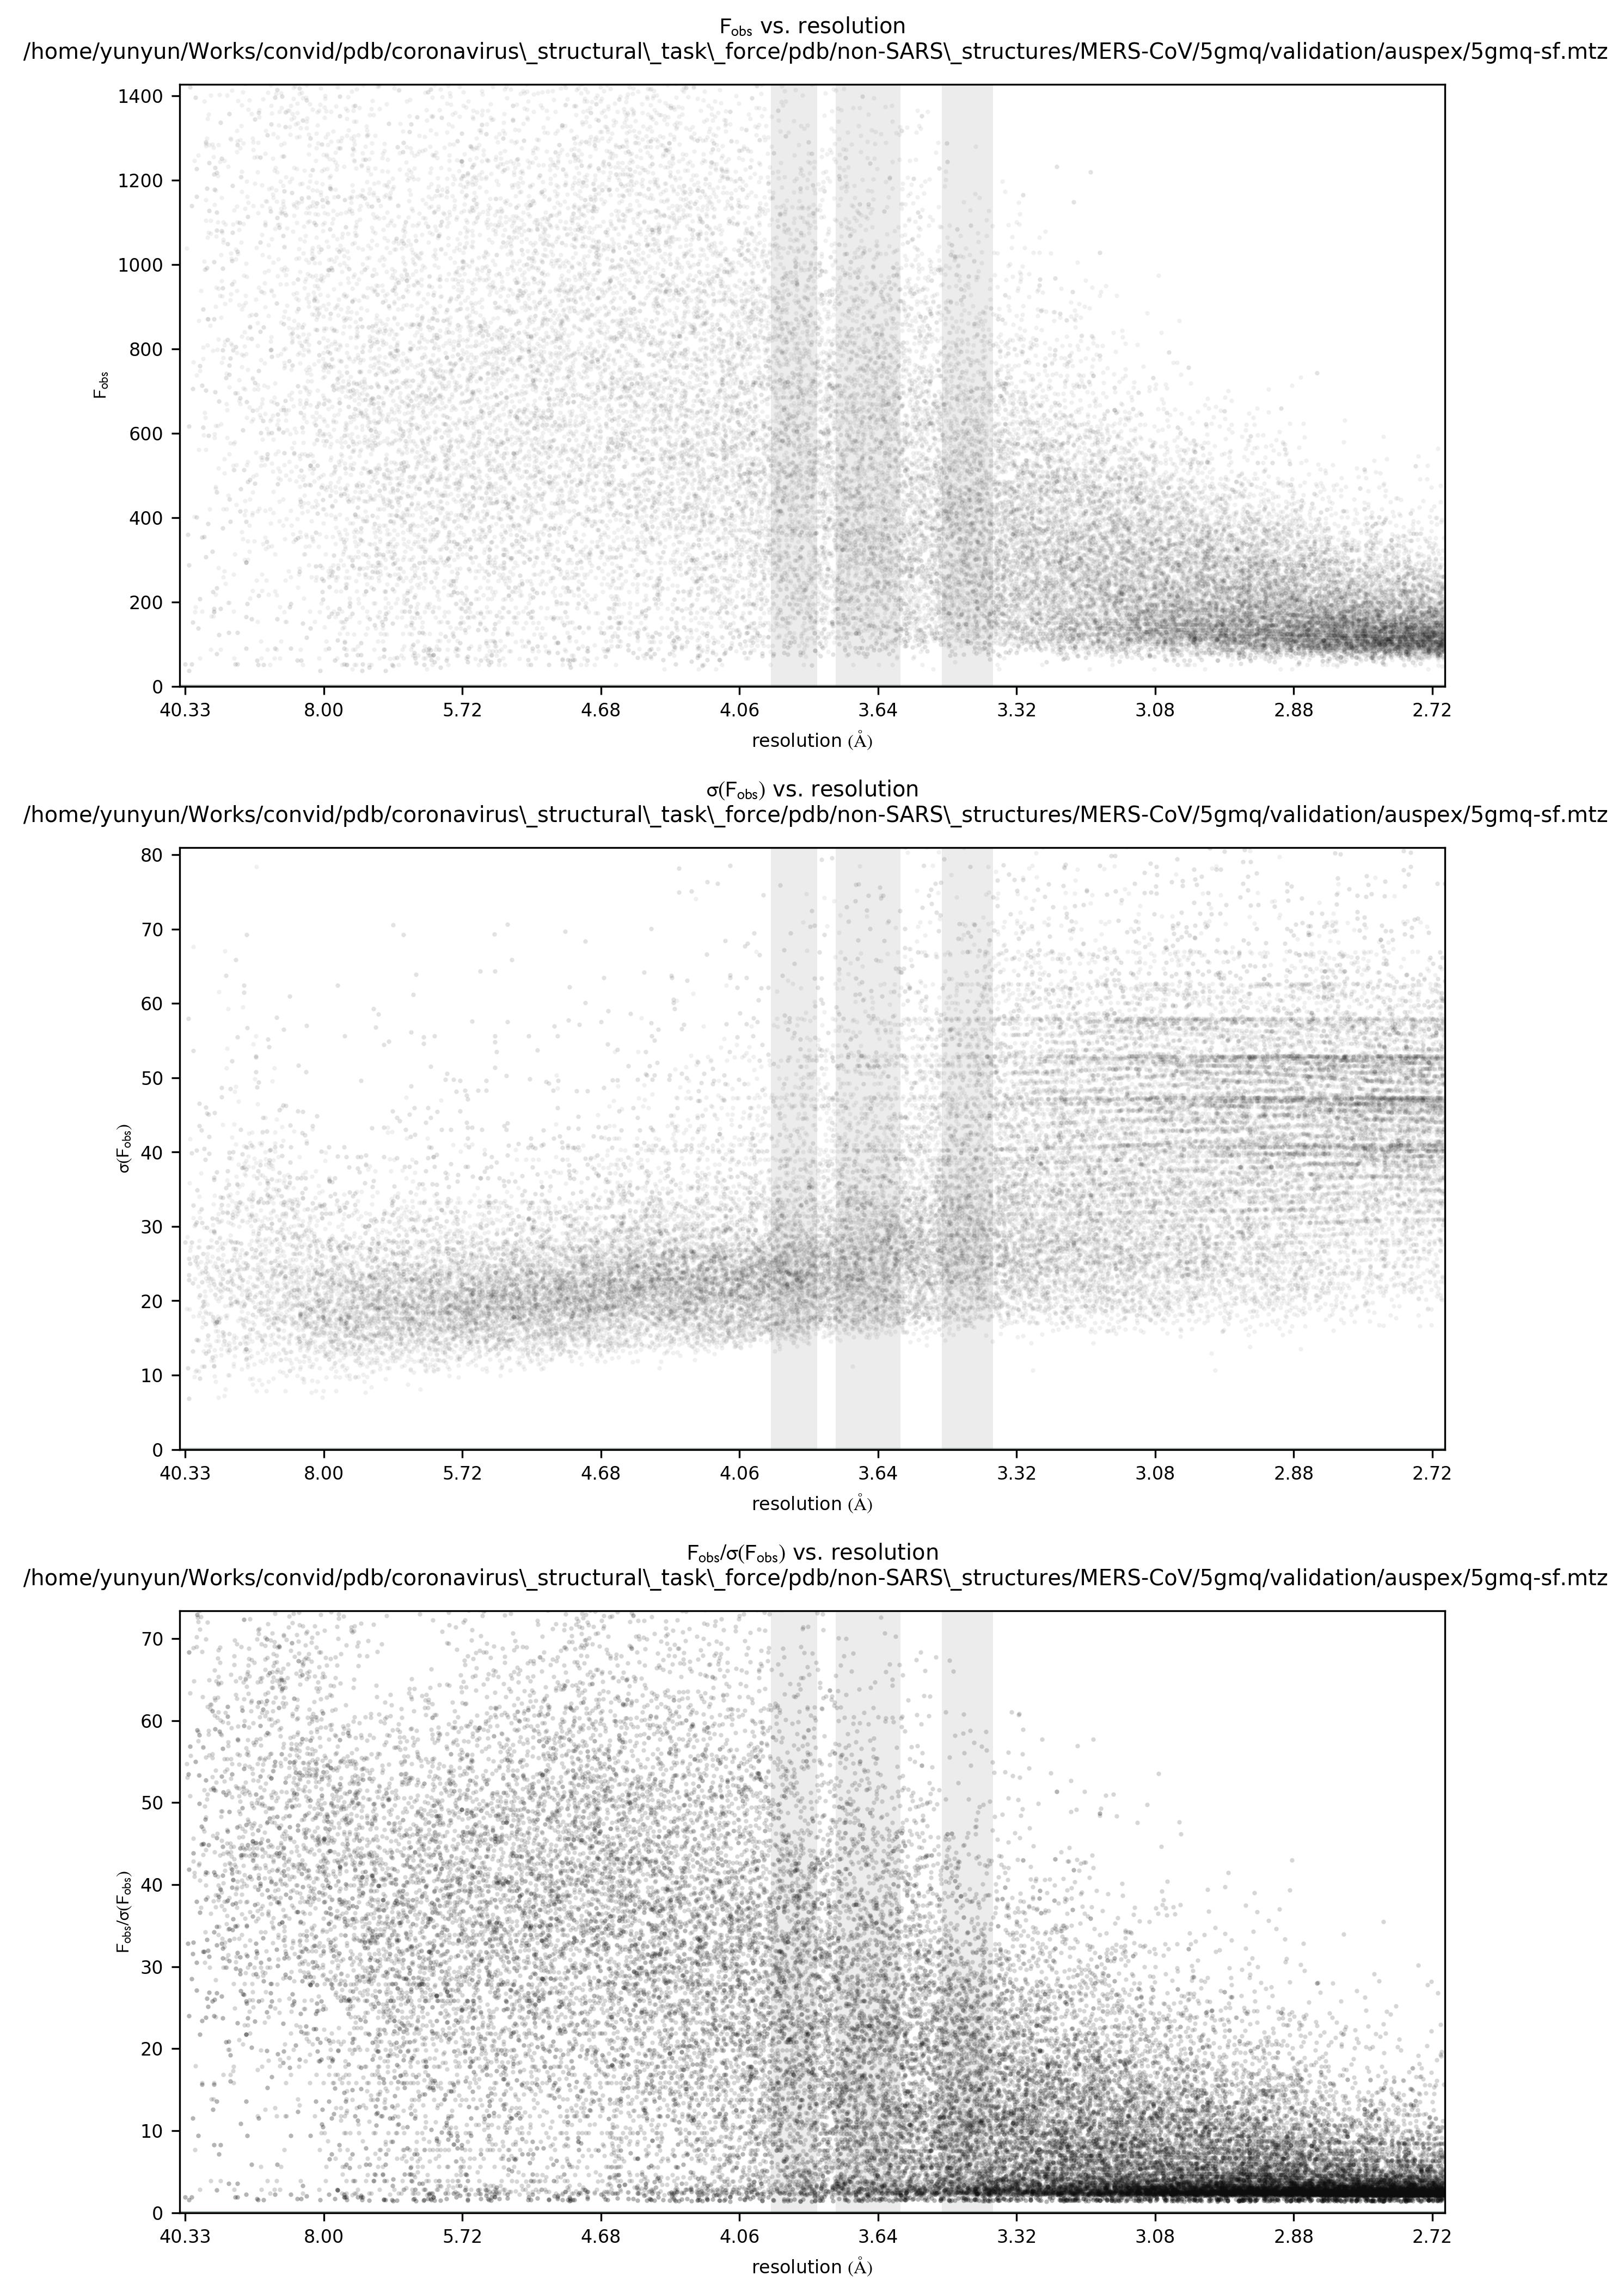 F_obs vs. resolution
/home/yunyun/Works/convid/pdb/coronavirus\_structural\_task\_force/pdb/non-SARS\_structures/MERS-CoV/5gmq/validation/auspex/5gmq-sf.mtz
1400
1200
1000
800
600
400
200
0
F_obs
40.33 8.00 5.72 4.68 4.06 3.64 3.32 3.08 2.88 2.72
resolution (Å)
σ(F_obs) vs. resolution
/home/yunyun/Works/convid/pdb/coronavirus\_structural\_task\_force/pdb/non-SARS\_structures/MERS-CoV/5gmq/validation/auspex/5gmq-sf.mtz
80
70
60
50
40
30
20
10
0
σ(F_obs)
40.33 8.00 5.72 4.68 4.06 3.64 3.32 3.08 2.88 2.72
resolution (Å)
F_obs/σ(F_obs) vs. resolution
/home/yunyun/Works/convid/pdb/coronavirus\_structural\_task\_force/pdb/non-SARS\_structures/MERS-CoV/5gmq/validation/auspex/5gmq-sf.mtz
70
60
50
40
30
20
10
0
F_obs/σ(F_obs)
40.33 8.00 5.72 4.68 4.06 3.64 3.32 3.08 2.88 2.72
resolution (Å)